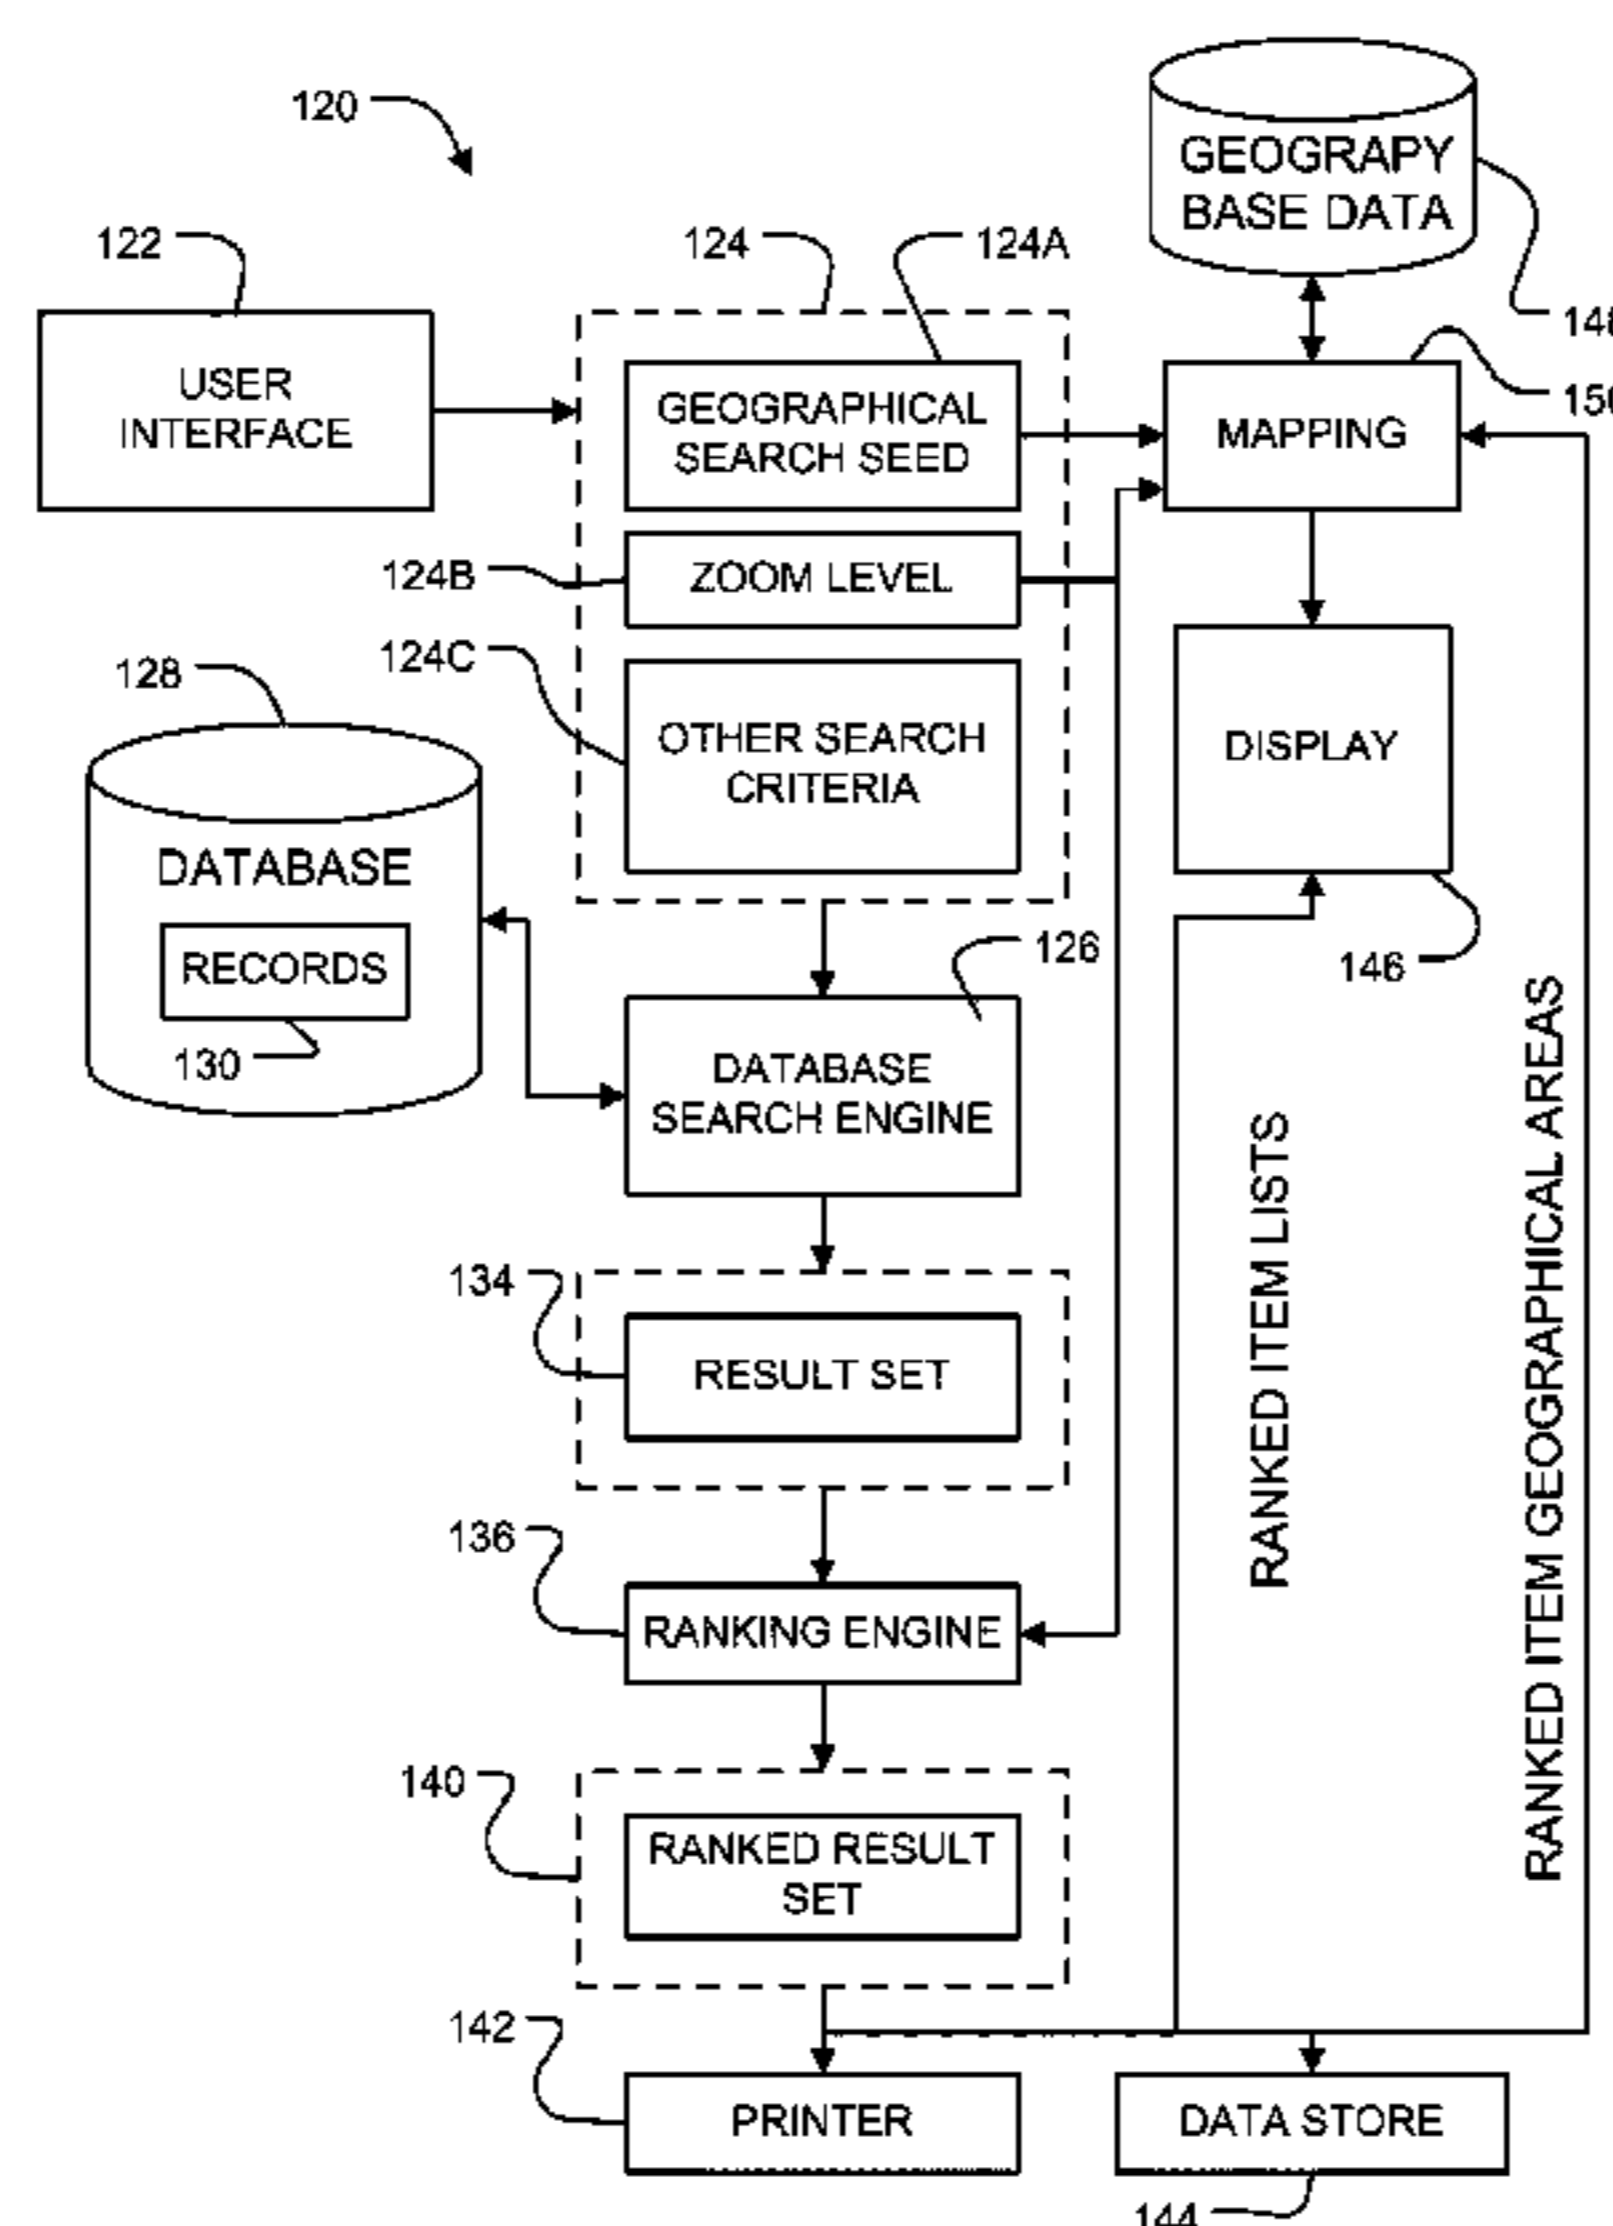 120
GEOGRAPY
BASE DATA
122
124
124A
USER
INTERFACE
GEOGRAPHICAL
SEARCH SEED
MAPPING
124B
ZOOM LEVEL
124C
128
OTHER SEARCH
CRITERIA
DISPLAY
DATABASE
RECORDS
130
126
146
DATABASE
SEARCH ENGINE
RANKED ITEM LISTS
RANKED ITEM GEOGRAPHICAL AREAS
134
RESULT SET
136
RANKING ENGINE
140
RANKED RESULT
SET
142
PRINTER
DATA STORE
144